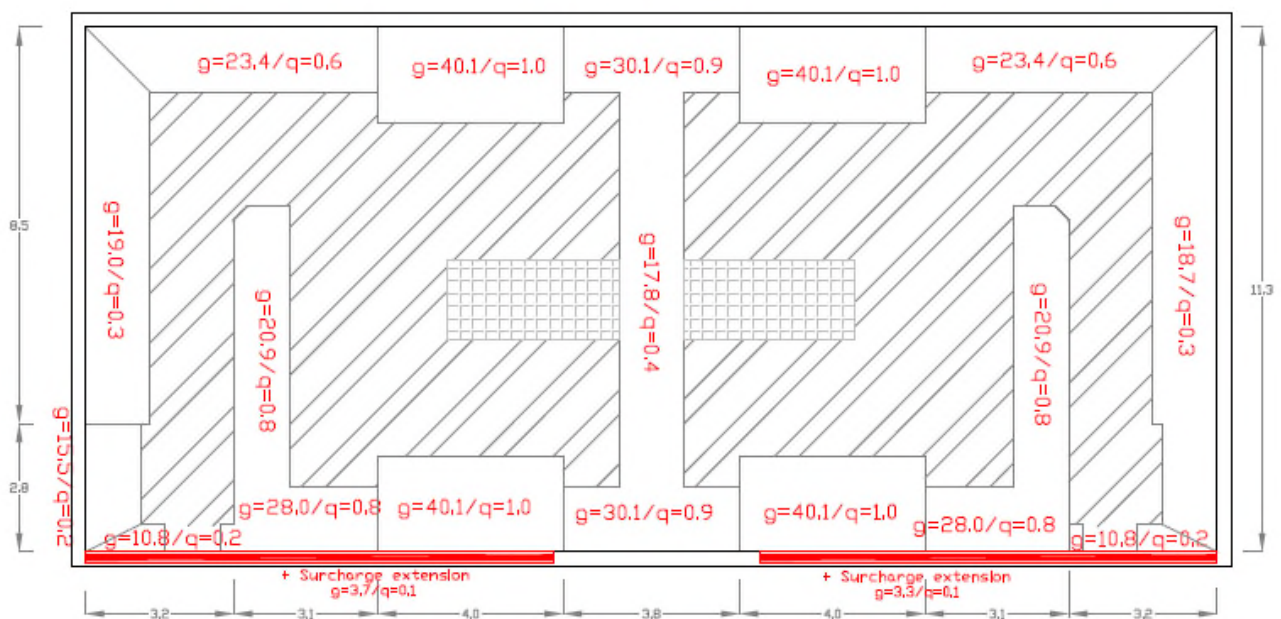 g=23.4/q=0.6
g=40.1/q=1.0
g=30.1/q=0.9
g=40.1/q=1.0
g=23.4/q=0.6
8.5
g=19.0/q=0.3
g=20.9/q=0.8
g=17.8/q=0.4
g=20.9/q=0.8
g=18.7/q=0.3
11.3
2.8
g=15.5/q=0.2
g=28.0/q=0.8
g=40.1/q=1.0
g=30.1/q=0.9
g=40.1/q=1.0
g=28.0/q=0.8
g=10.8/q=0.2
g=10.8/q=0.2
+ Surcharge extension
g=3.7/q=0.1
+ Surcharge extension
g=3.3/q=0.1
3.2
3.1
4.0
3.8
4.0
3.1
3.2